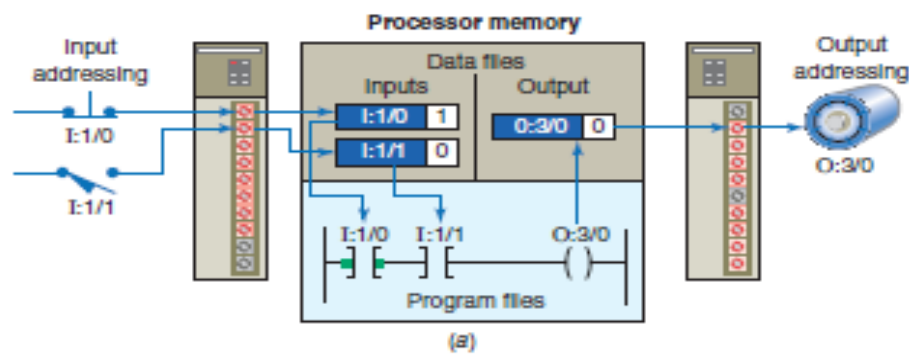 Processor memory
Input
addressing
Data files
Output
addressing
Inputs
Output
I:1/0
I:1/0 1
O:3/0 0
I:1/1 0
O:3/0
I:1/1
I:1/0 I:1/1 O:3/0
Program files
(a)